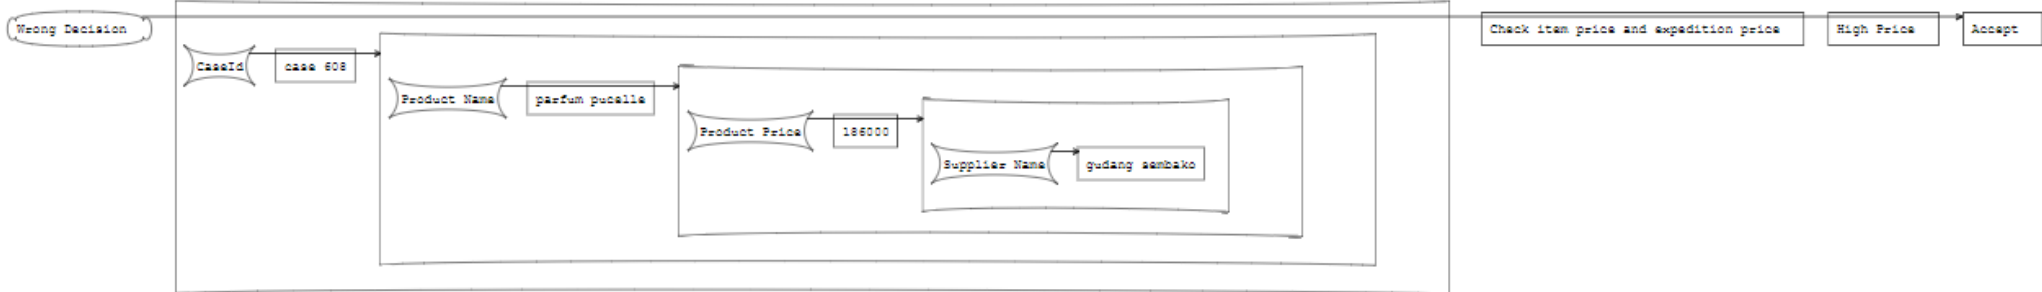 Wrong Decision
Check item price and expedition price
High Price
Accept
CaseId
case 608
Product Name
parfum pucelle
Product Price
186000
Supplier Name
gudang sembako